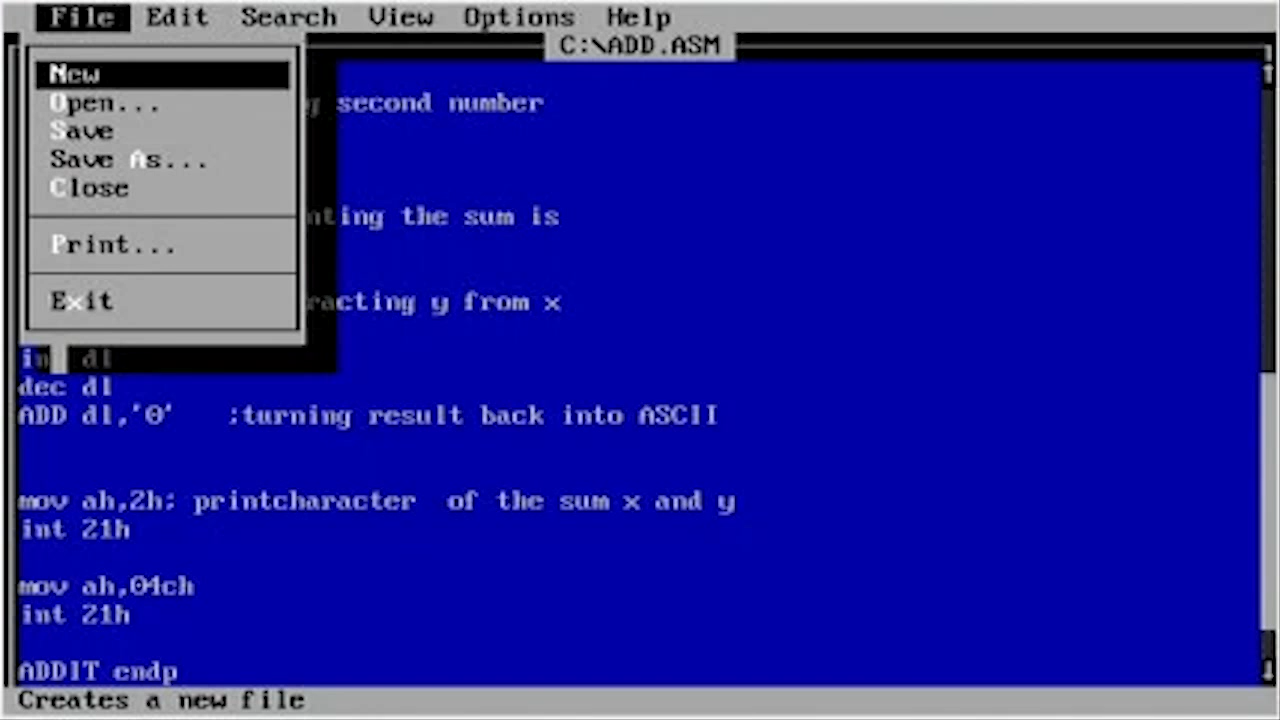 File Edit Search View Options Help
C:\ADD.ASM
New
Open...
Save
Save As...
Close
Print...
Exit
second number
nting the sum is
racting y from x
in dl
dec dl
ADD dl,'0' ;turning result back into ASCII
mov ah,2h; printcharacter of the sum x and y
int 21h
mov ah,04ch
int 21h
ADDIT endp
Creates a new file